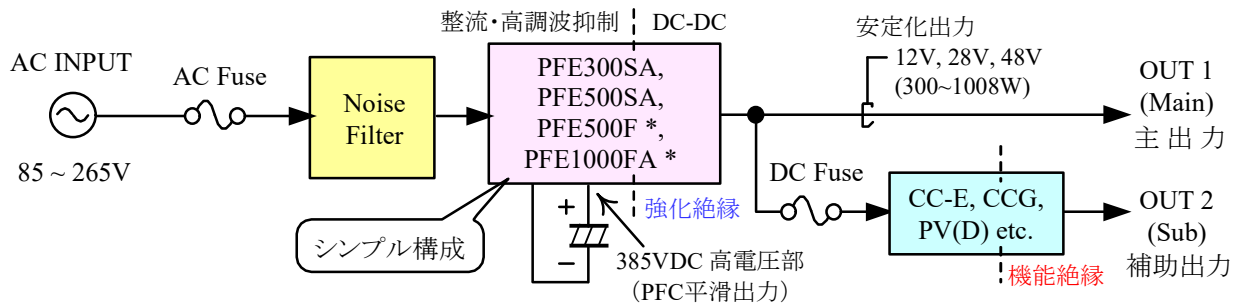 整流・高調波抑制
DC-DC
安定化出力
12V, 28V, 48V
(300~1008W)
AC INPUT
85 ~ 265V
AC Fuse
Noise
Filter
PFE300SA,
PFE500SA,
PFE500F *,
PFE1000FA *
シンプル構成
+
−
強化絶縁
385VDC 高電圧部
（PFC平滑出力）
OUT 1
(Main)
主 出 力
DC Fuse
CC-E, CCG,
PV(D) etc.
機能絶縁
OUT 2
(Sub)
補助出力